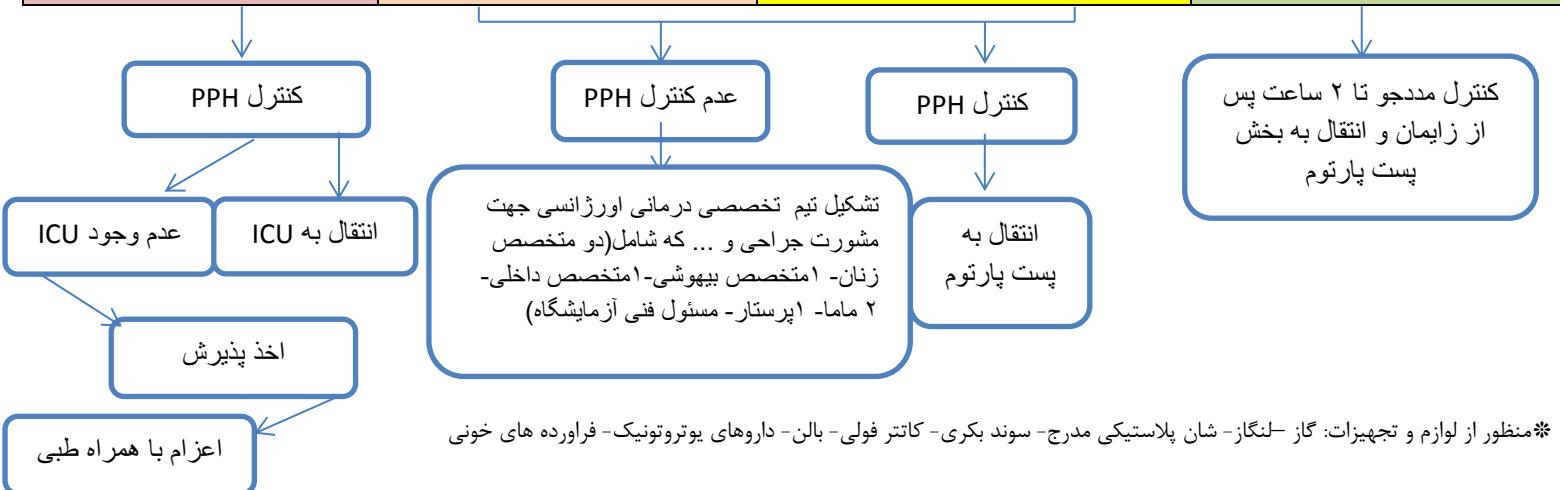 کنترل مددجو تا ۲ ساعت پس
از زایمان و انتقال به بخش
پست پارتوم
کنترل PPH
عدم کنترل PPH
کنترل PPH
انتقال به
پست پارتوم
تشکیل تیم تخصصی درمانی اورژانسی جهت
مشورت جراحی و ... که شامل(دو متخصص
زنان- ۱متخصص بیهوشی-۱متخصص داخلی-
۲ ماما- ۱پرستار- مسئول فنی آزمایشگاه)
انتقال به ICU
عدم وجود ICU
اخذ پذیرش
اعزام با همراه طبی
❊منظور از لوازم و تجهیزات: گاز –لنگاز- شان پلاستیکی مدرج- سوند بکری- کاتتر فولی- بالن- داروهای یوتروتونیک- فراورده های خونی